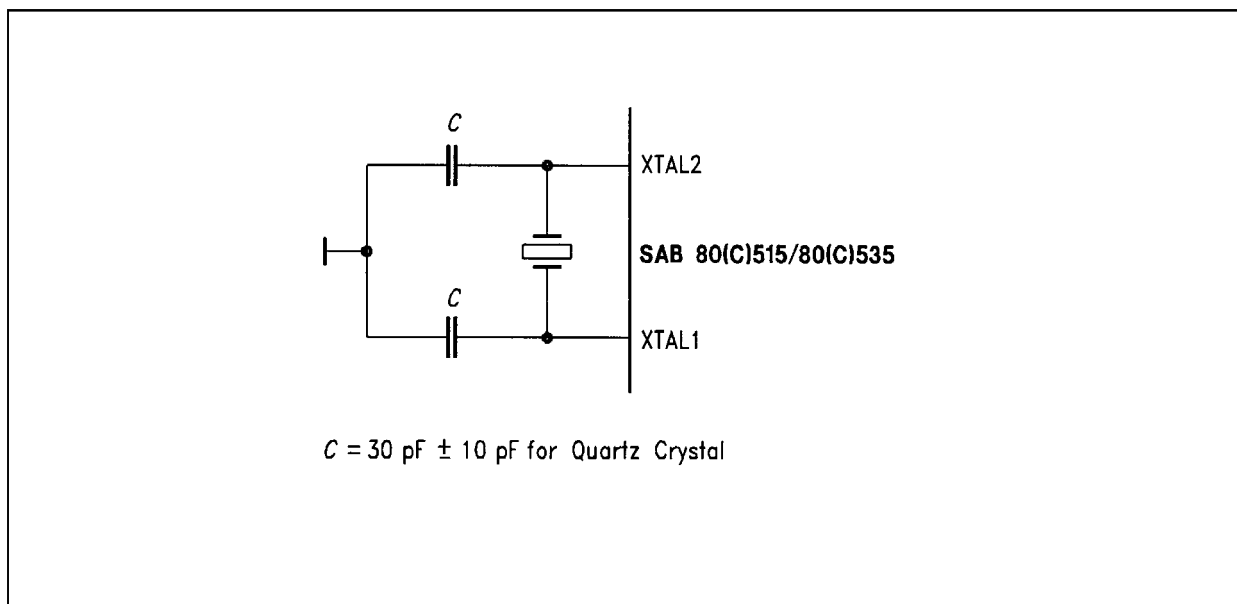 C
XTAL2
SAB 80(C)515/80(C)535
C
XTAL1
C = 30 pF ± 10 pF for Quartz Crystal